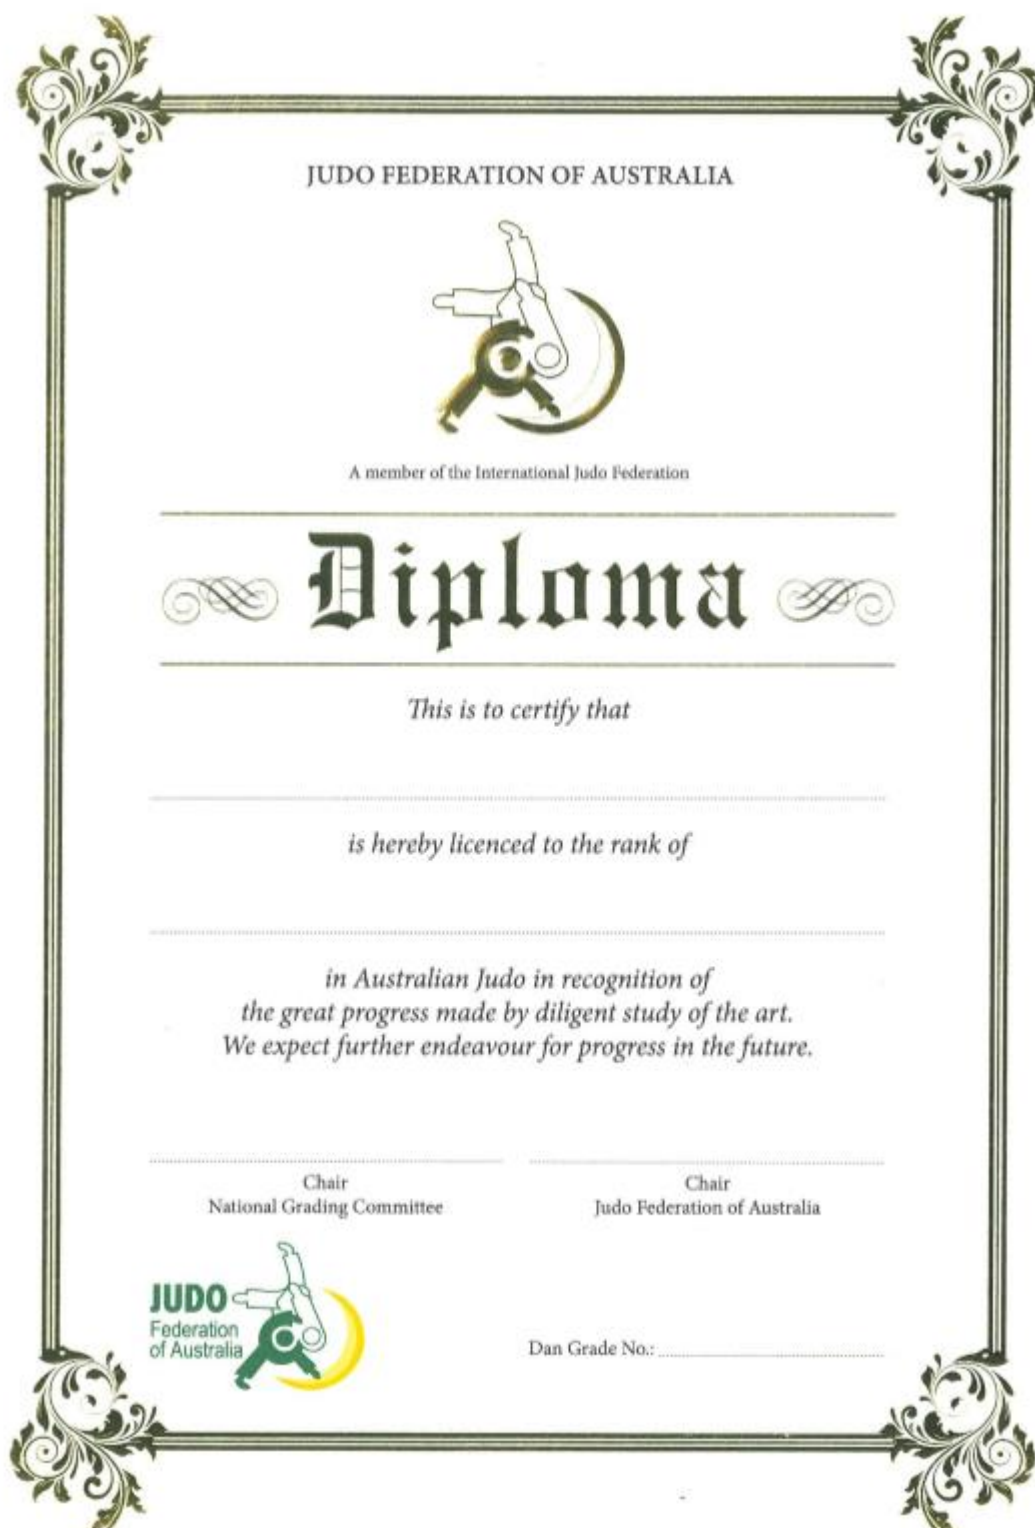 JUDO FEDERATION OF AUSTRALIA
A member of the International Judo Federation
Diploma
This is to certify that
is hereby licenced to the rank of
in Australian Judo in recognition of
the great progress made by diligent study of the art.
We expect further endeavour for progress in the future.
Chair
National Grading Committee
Chair
Judo Federation of Australia
JUDO
Federation
of Australia
Dan Grade No.: